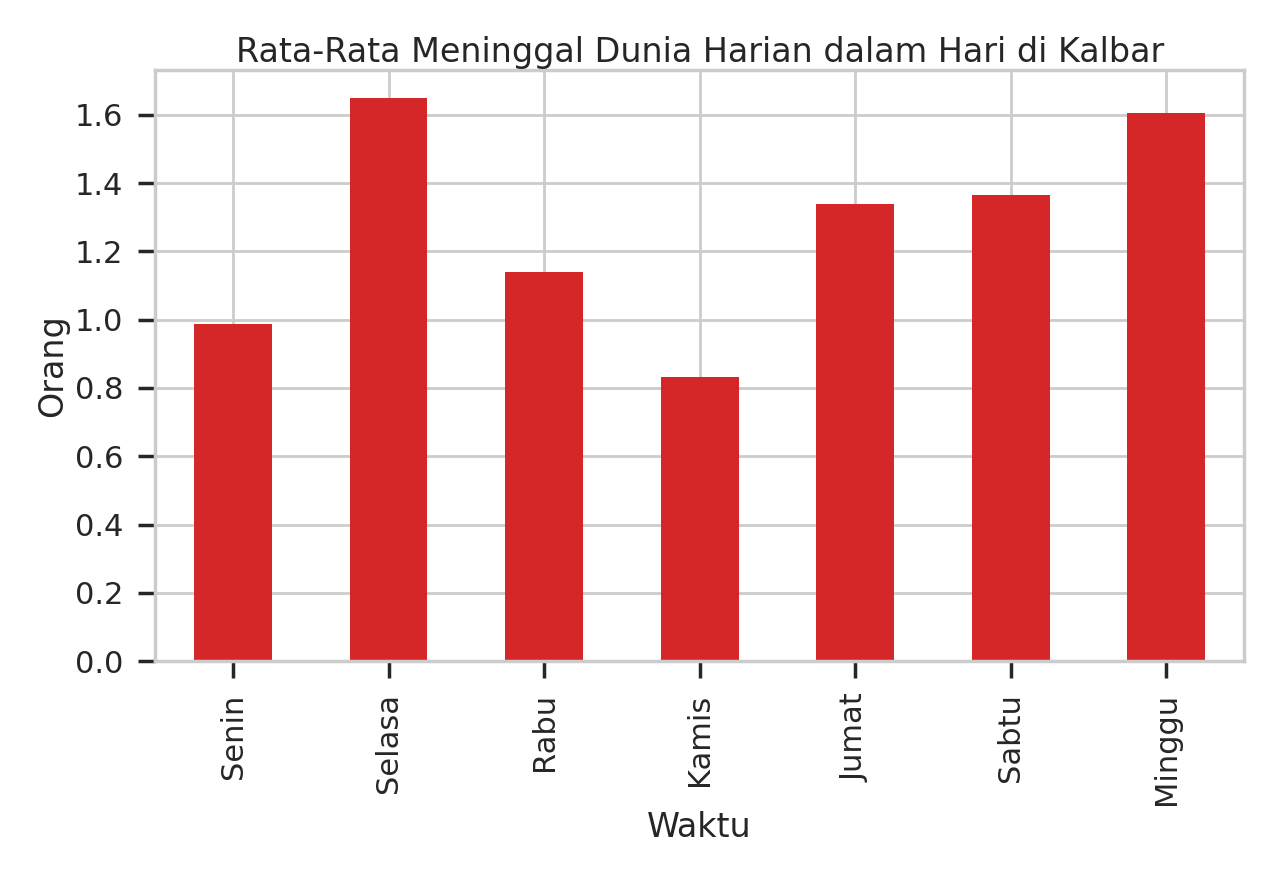 Rata-Rata Meninggal Dunia Harian dalam Hari di Kalbar
Orang
1.6
1.4
1.2
1.0
0.8
0.6
0.4
0.2
0.0
Senin
Selasa
Rabu
Kamis
Jumat
Sabtu
Minggu
Waktu